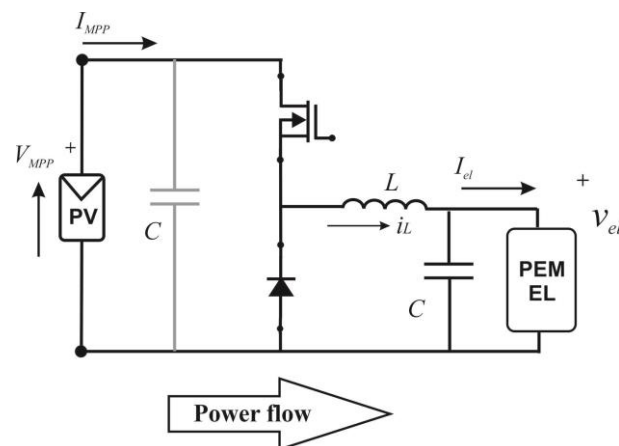 I_MPP
V_MPP +
PV
C
L
i_L
I_el
+
v_el
C
PEM
EL
Power flow